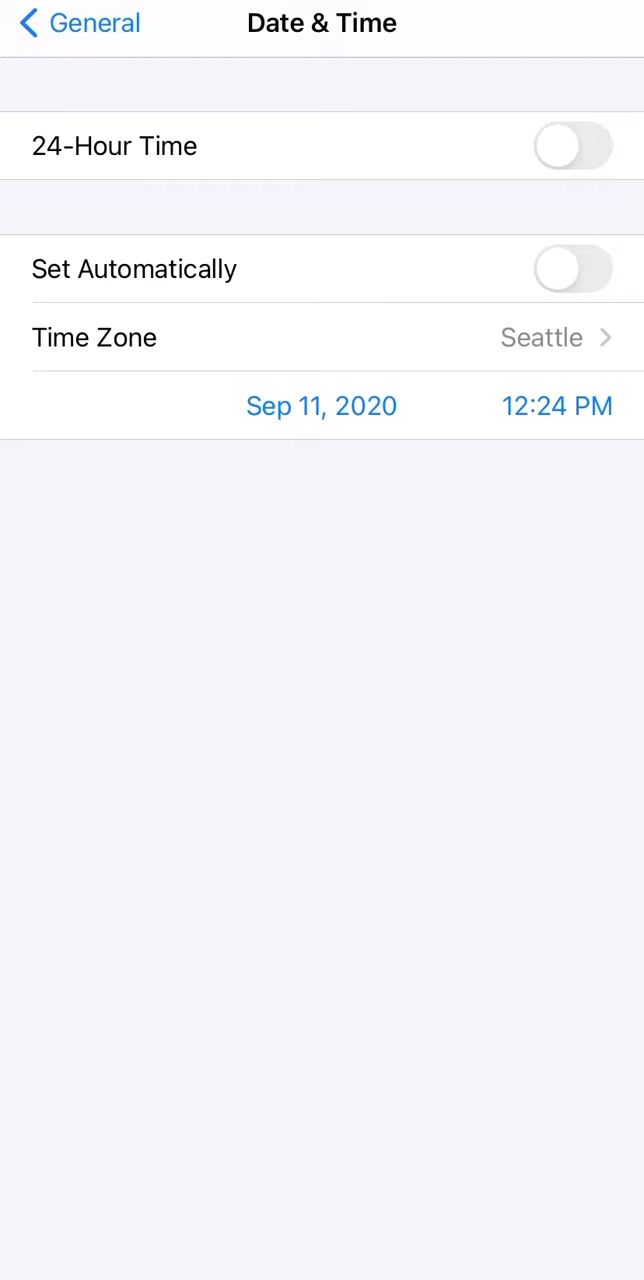 General
Date & Time
24-Hour Time
Set Automatically
Time Zone Seattle
Sep 11, 2020 12:24 PM